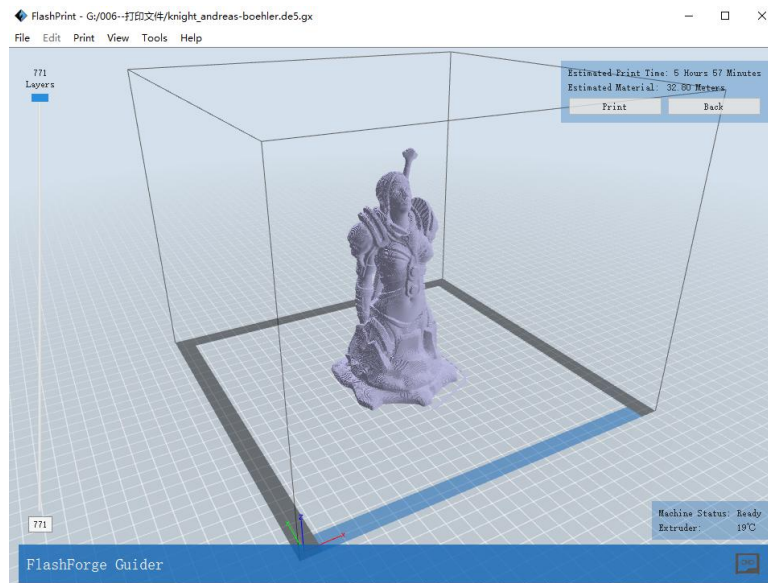 FlashPrint - G:/006--打印文件/knight_andreas-boehler.de5.gx
File Edit Print View Tools Help
771
Layers
Estimated Print Time: 5 Hours 57 Minutes
Estimated Material: 32.80 Meters
Print Back
771
Machine Status: Ready
Extruder: 19℃
FlashForge Guider